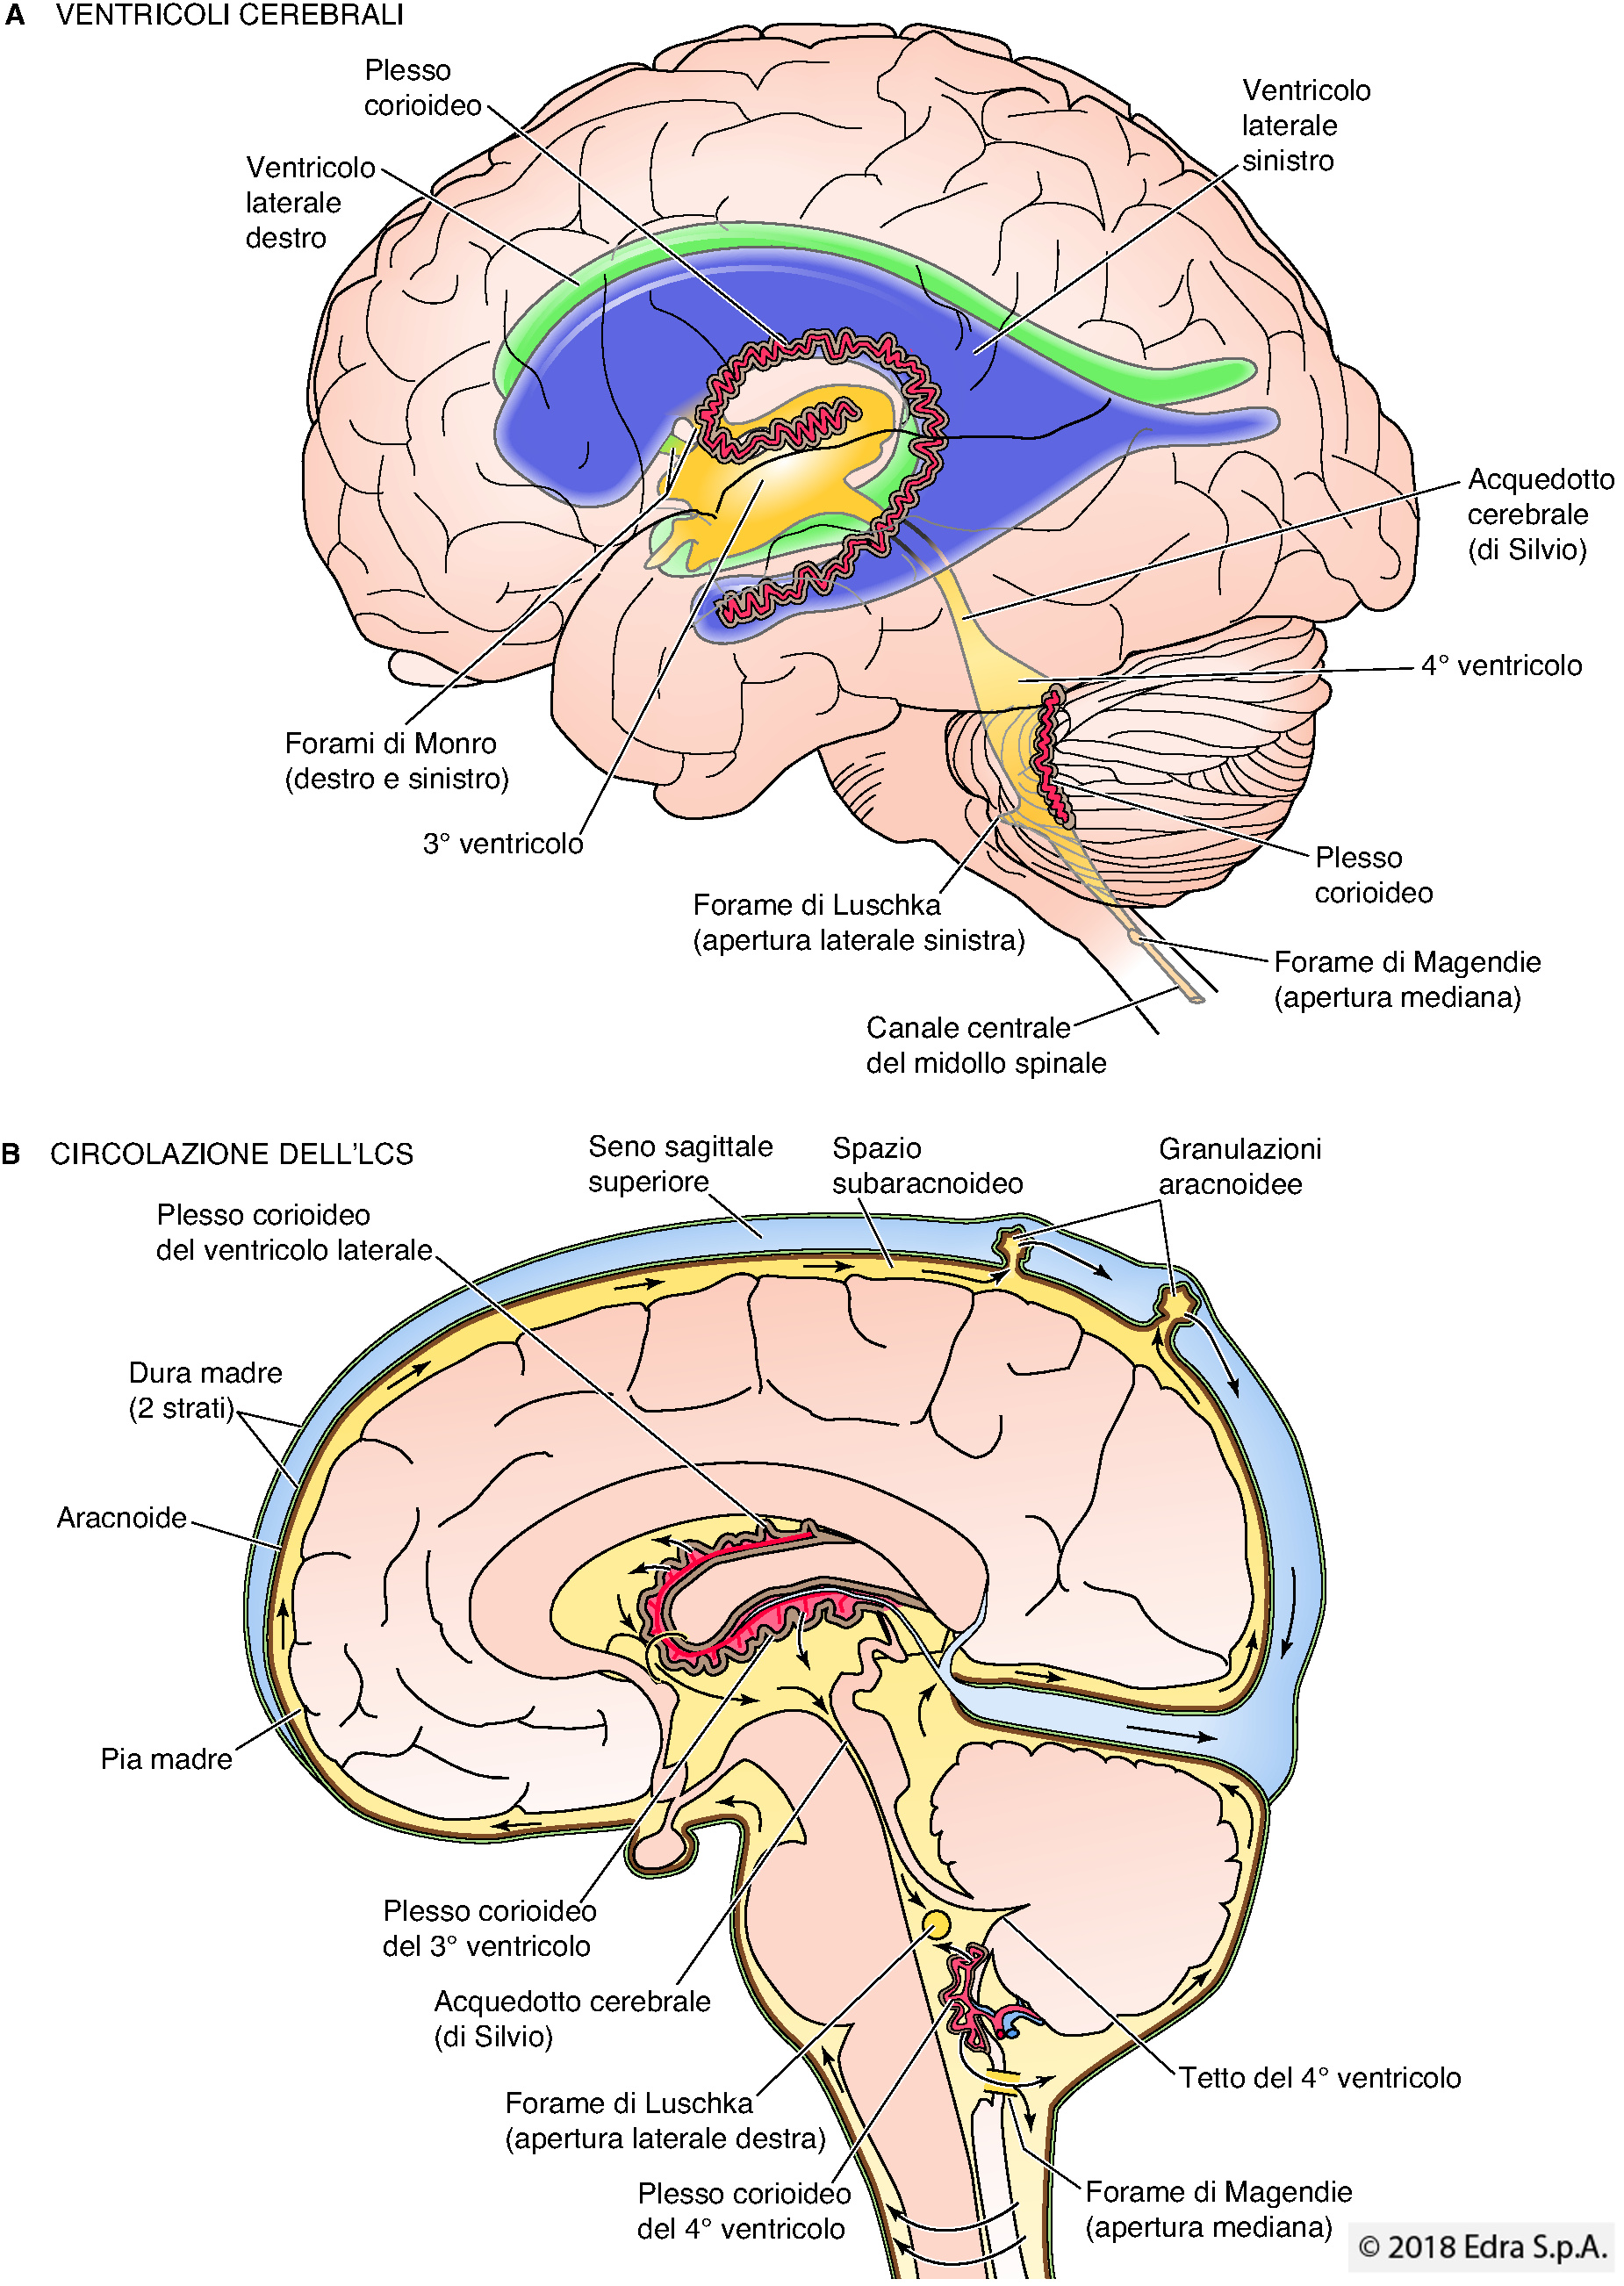 A VENTRICOLI CEREBRALI
Plesso
corioideo
Ventricolo
laterale
destro
Ventricolo
laterale
sinistro
Acquedotto
cerebrale
(di Silvio)
4° ventricolo
Forami di Monro
(destro e sinistro)
3° ventricolo
Plesso
corioideo
Forame di Luschka
(apertura laterale sinistra)
Forame di Magendie
(apertura mediana)
Canale centrale
del midollo spinale
B CIRCOLAZIONE DELL'LCS
Seno sagittale
superiore
Spazio
subaracnoideo
Granulazioni
aracnoidee
Plesso corioideo
del ventricolo laterale
Dura madre
(2 strati)
Aracnoide
Pia madre
Plesso corioideo
del 3° ventricolo
Acquedotto cerebrale
(di Silvio)
Forame di Luschka
(apertura laterale destra)
Plesso corioideo
del 4° ventricolo
Tetto del 4° ventricolo
Forame di Magendie
(apertura mediana)
© 2018 Edra S.p.A.